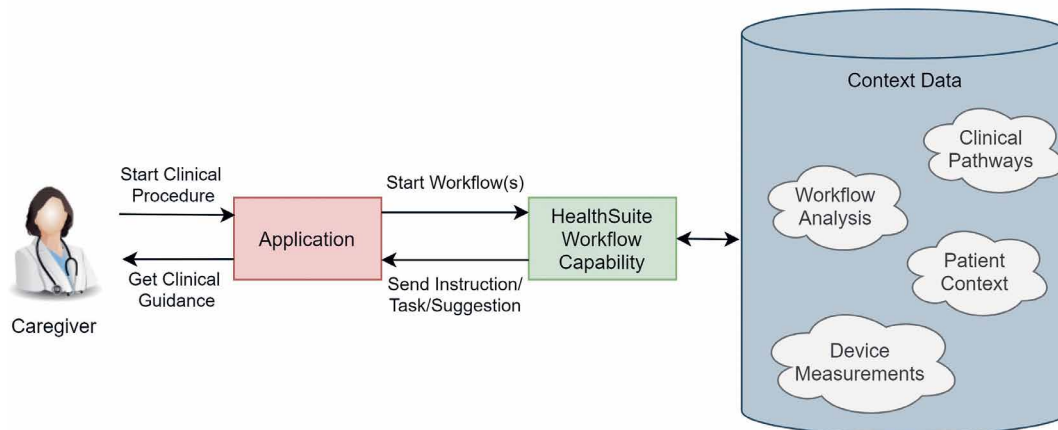 Context Data
Clinical
Pathways
Start Clinical
Procedure
Start Workflow(s)
Workflow
Analysis
Application
HealthSuite
Workflow
Capability
Patient
Context
Get Clinical
Guidance
Send Instruction/
Task/Suggestion
Caregiver
Device
Measurements